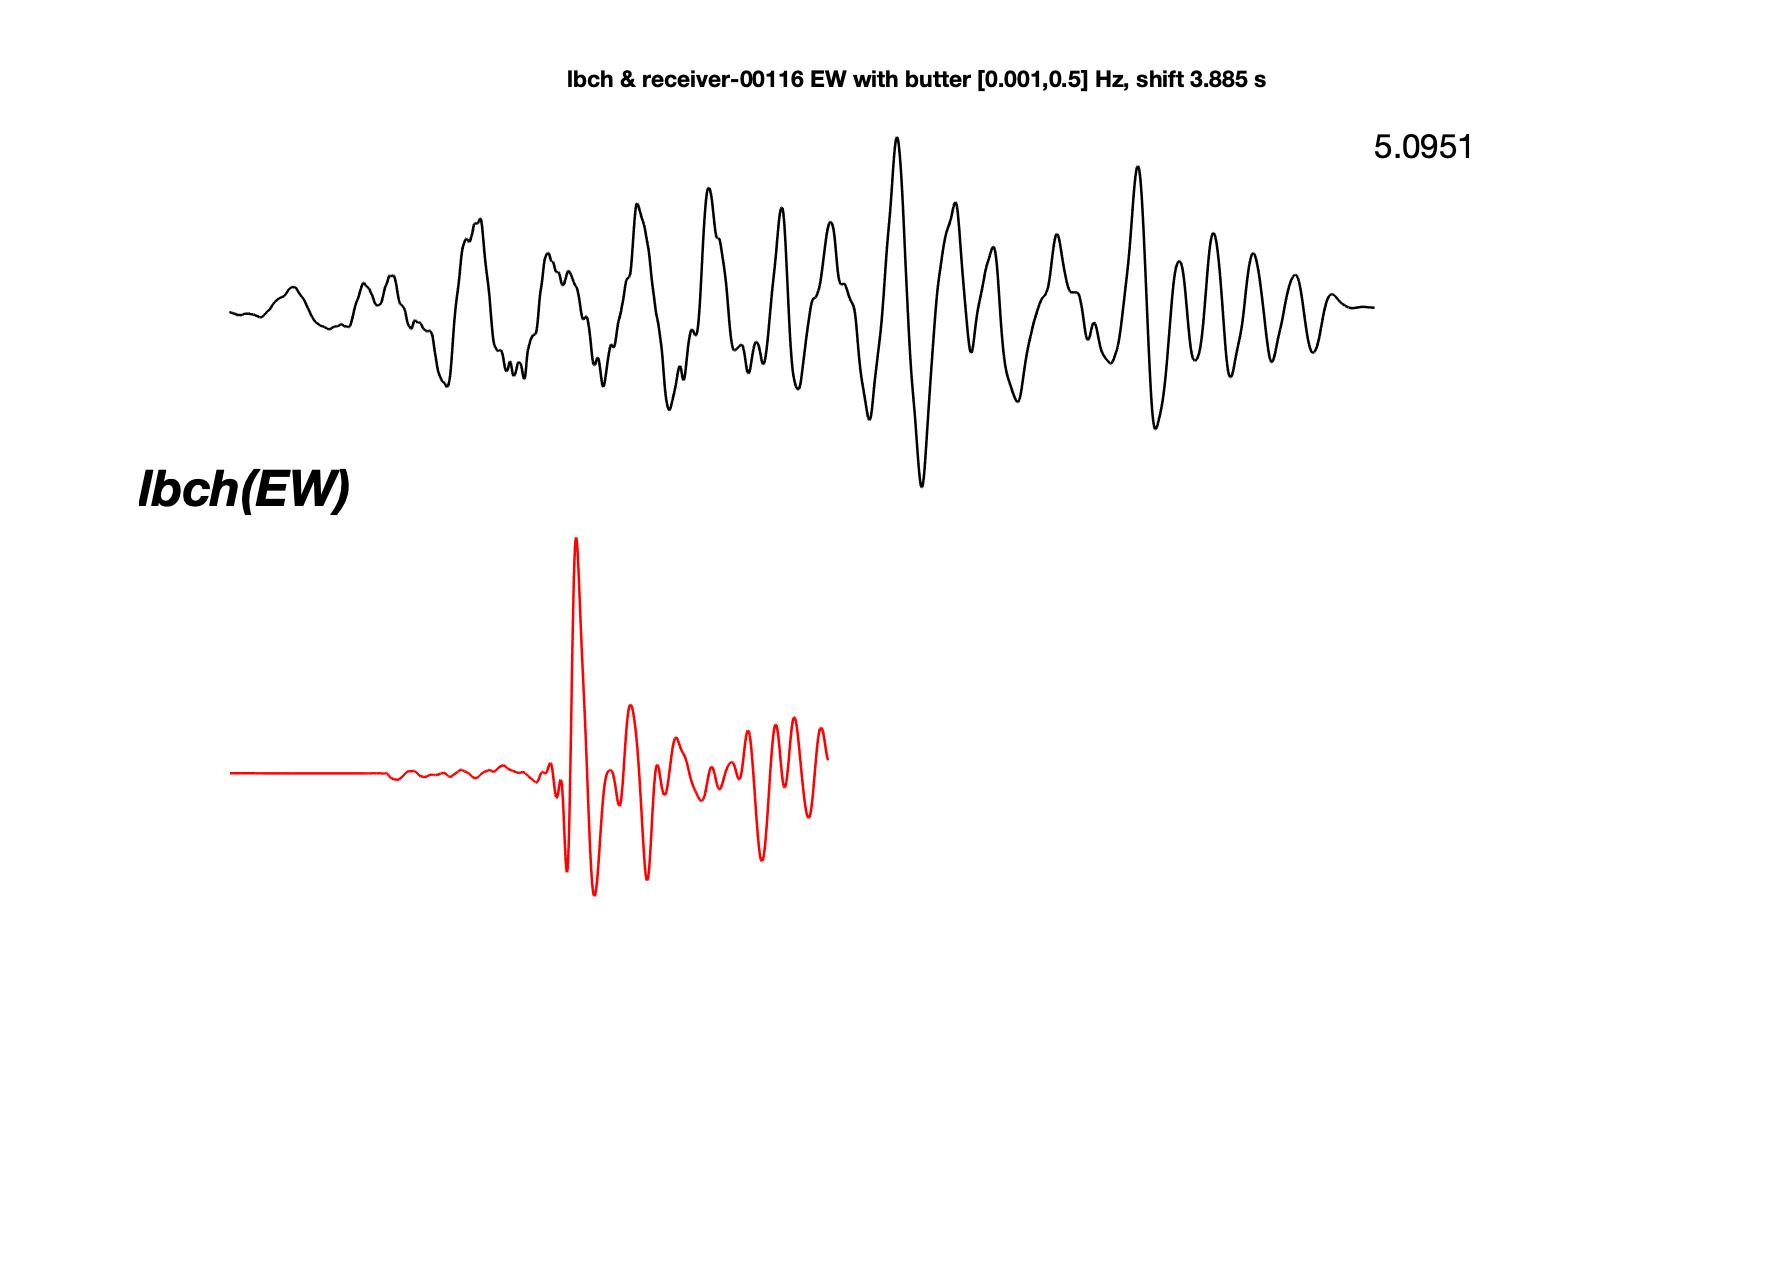 lbch & receiver-00116 EW with butter [0.001,0.5] Hz, shift 3.885 s
5.0951
lbch(EW)